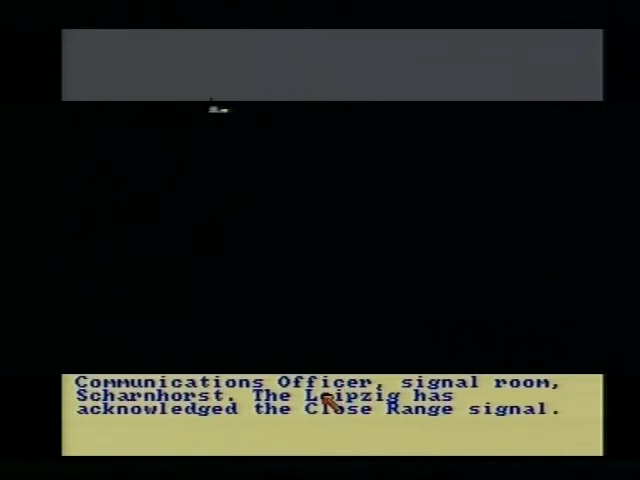 Communications Officer, signal room,
Scharnhorst. The Leipzig has
acknowledged the Close Range signal.